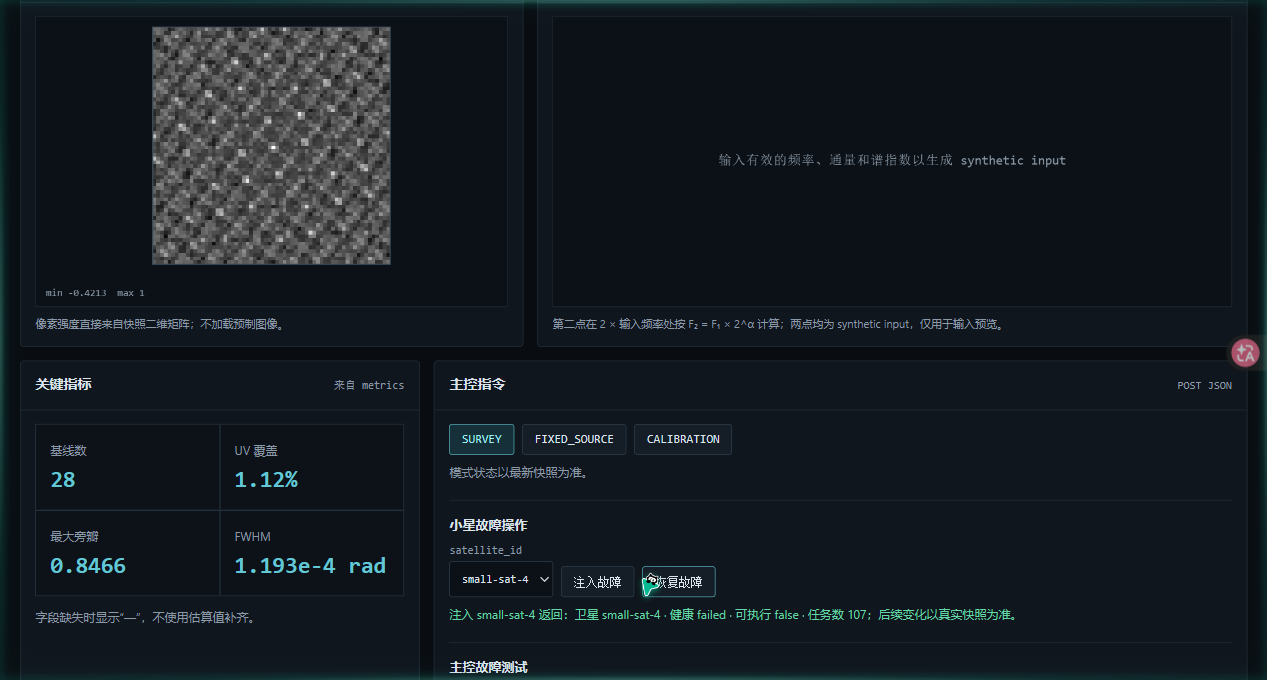 输入有效的频率、通量和谱指数以生成 synthetic input
min -0.4213 max 1
像素强度直接来自快照二维矩阵；不加载预制图像。
第二点在 2 × 输入频率处按 F₂ = F₁ × 2^α 计算；两点均为 synthetic input，仅用于输入预览。
关键指标
来自 metrics
基线数
UV 覆盖
28
1.12%
最大旁瓣
FWHM
0.8466
1.193e-4 rad
字段缺失时显示“—”，不使用估算值补齐。
主控指令
POST JSON
SURVEY FIXED_SOURCE CALIBRATION
模式状态以最新快照为准。
小星故障操作
satellite_id
small-sat-4 注入故障 恢复故障
注入 small-sat-4 返回：卫星 small-sat-4 · 健康 failed · 可执行 false · 任务数 107；后续变化以真实快照为准。
主控故障测试